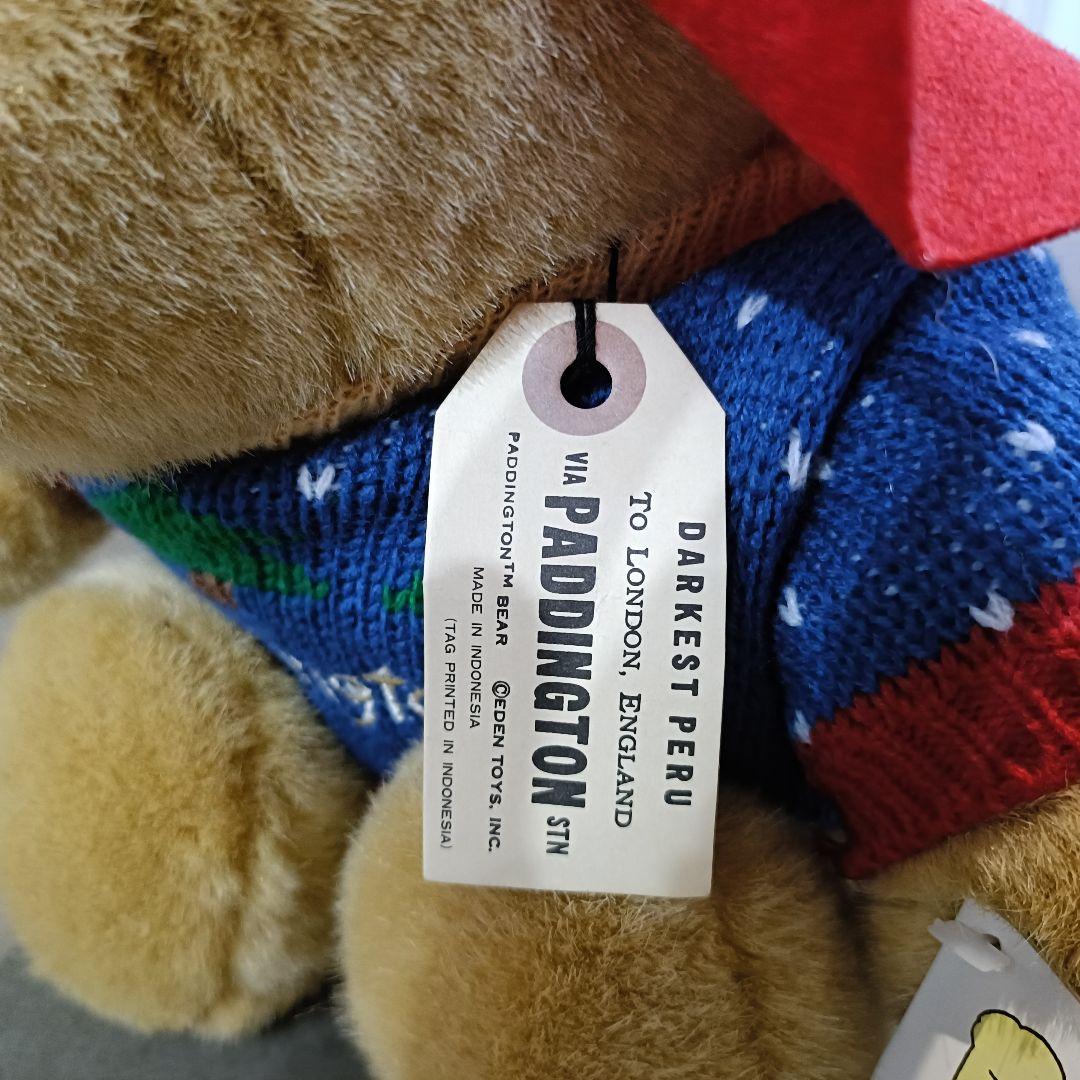 DARKEST PERU
TO LONDON, ENGLAND
VIA PADDINGTON STN
PADDINGTON™ BEAR ©EDEN TOYS, INC.
MADE IN INDONESIA
(TAG PRINTED IN INDONESIA)